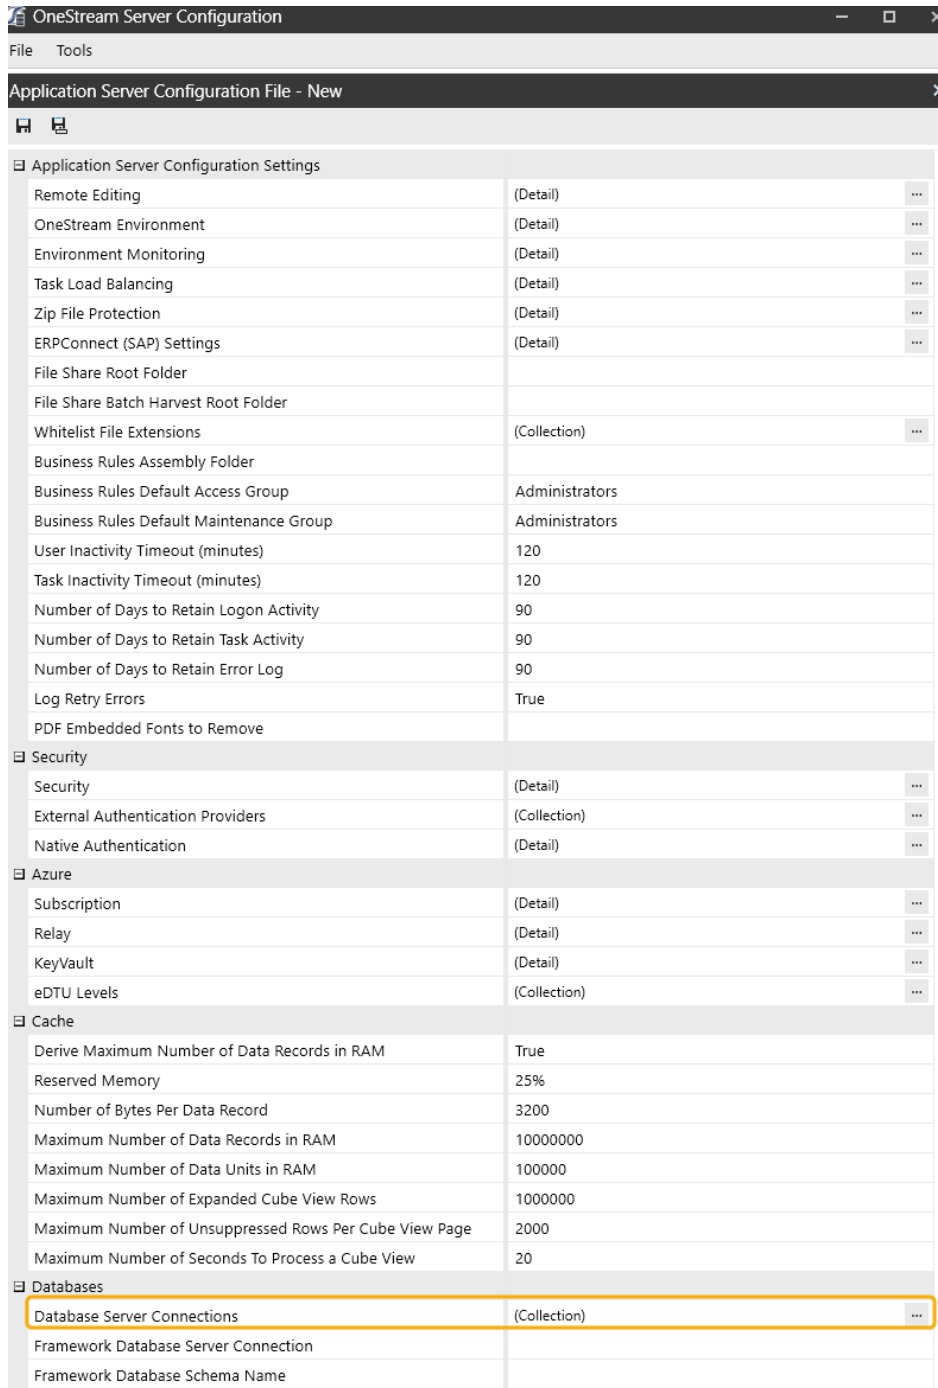 OneStream Server Configuration
File Tools
Application Server Configuration File - New
Application Server Configuration Settings
Remote Editing (Detail) ...
OneStream Environment (Detail) ...
Environment Monitoring (Detail) ...
Task Load Balancing (Detail) ...
Zip File Protection (Detail) ...
ERPConnect (SAP) Settings (Detail) ...
File Share Root Folder
File Share Batch Harvest Root Folder
Whitelist File Extensions (Collection) ...
Business Rules Assembly Folder
Business Rules Default Access Group Administrators
Business Rules Default Maintenance Group Administrators
User Inactivity Timeout (minutes) 120
Task Inactivity Timeout (minutes) 120
Number of Days to Retain Logon Activity 90
Number of Days to Retain Task Activity 90
Number of Days to Retain Error Log 90
Log Retry Errors True
PDF Embedded Fonts to Remove
Security
Security (Detail) ...
External Authentication Providers (Collection) ...
Native Authentication (Detail) ...
Azure
Subscription (Detail) ...
Relay (Detail) ...
KeyVault (Detail) ...
eDTU Levels (Collection) ...
Cache
Derive Maximum Number of Data Records in RAM True
Reserved Memory 25%
Number of Bytes Per Data Record 3200
Maximum Number of Data Records in RAM 10000000
Maximum Number of Data Units in RAM 100000
Maximum Number of Expanded Cube View Rows 1000000
Maximum Number of Unsuppressed Rows Per Cube View Page 2000
Maximum Number of Seconds To Process a Cube View 20
Databases
Database Server Connections (Collection) ...
Framework Database Server Connection
Framework Database Schema Name